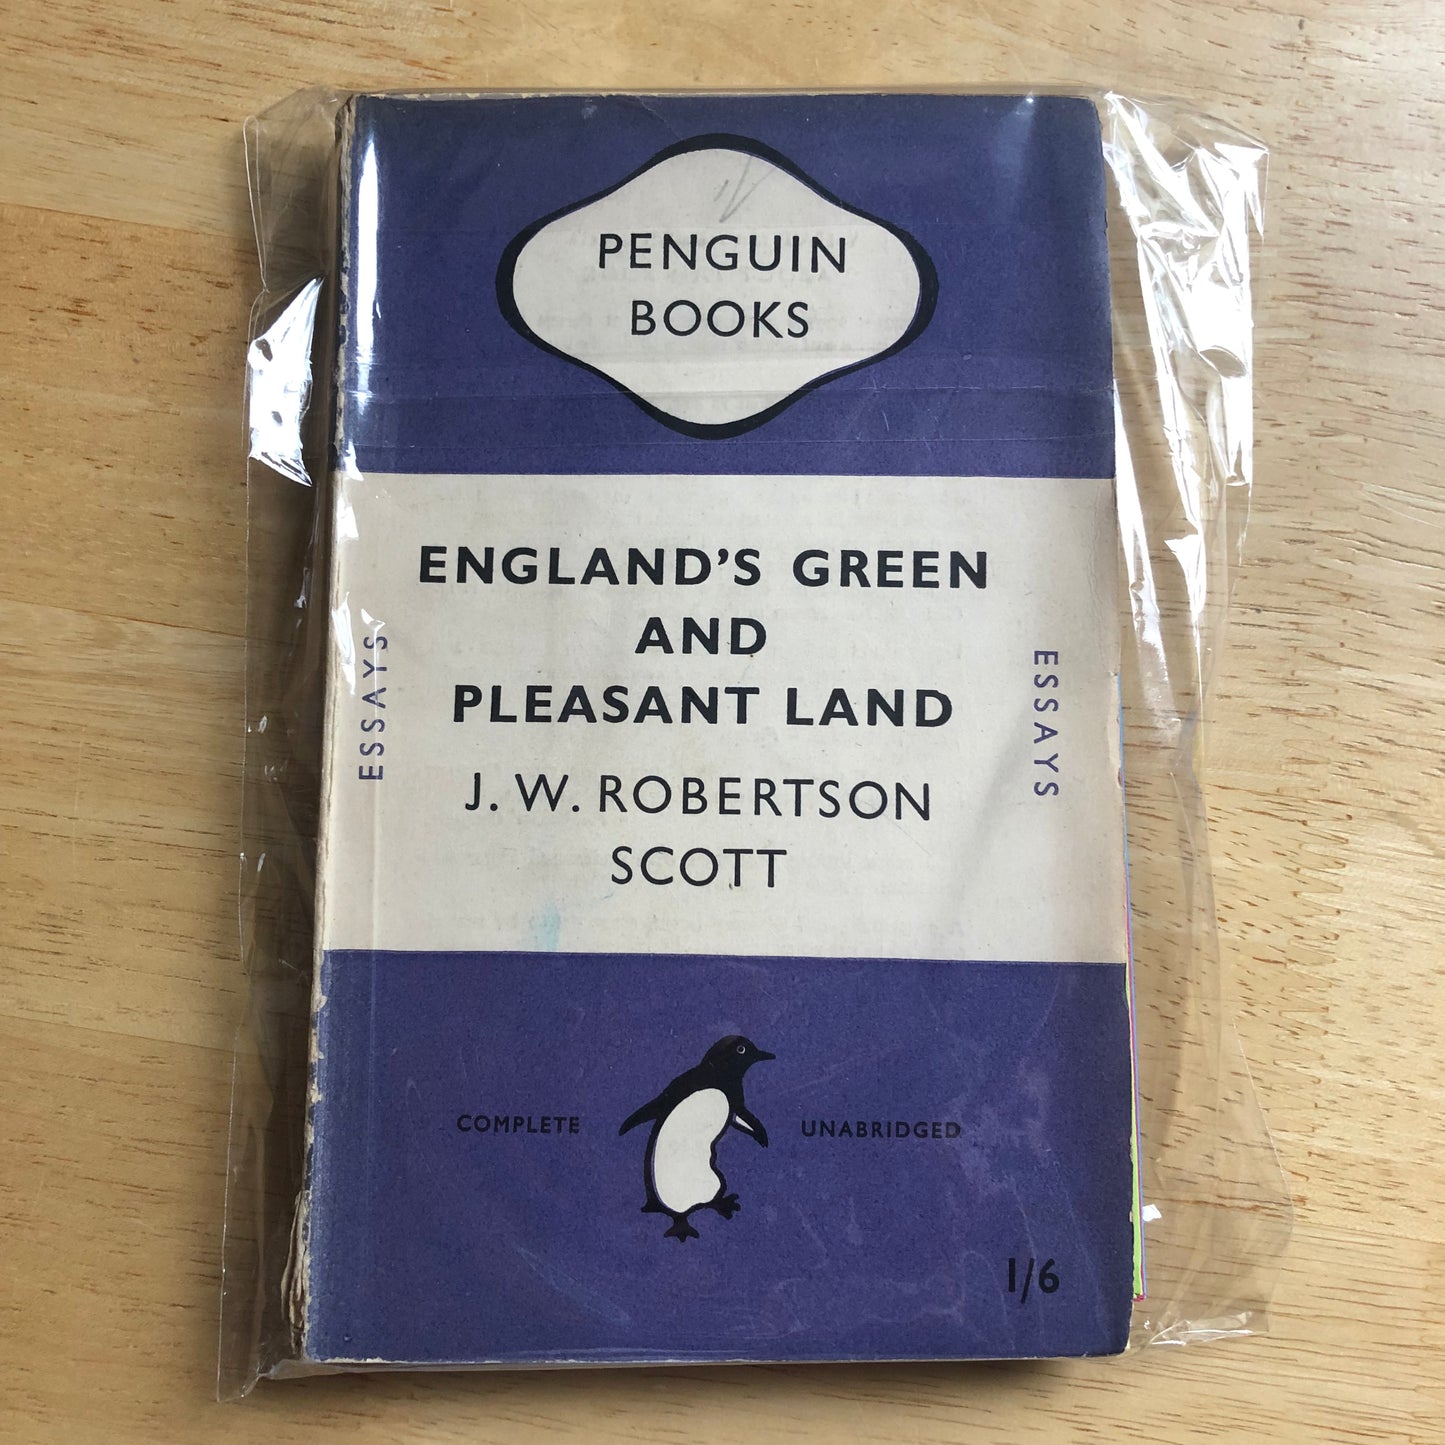 PENGUIN
BOOKS
ENGLAND'S GREEN
AND
PLEASANT LAND
J. W. ROBERTSON
SCOTT
ESSAYS
ESSAYS
COMPLETE UNABRIDGED
1/6